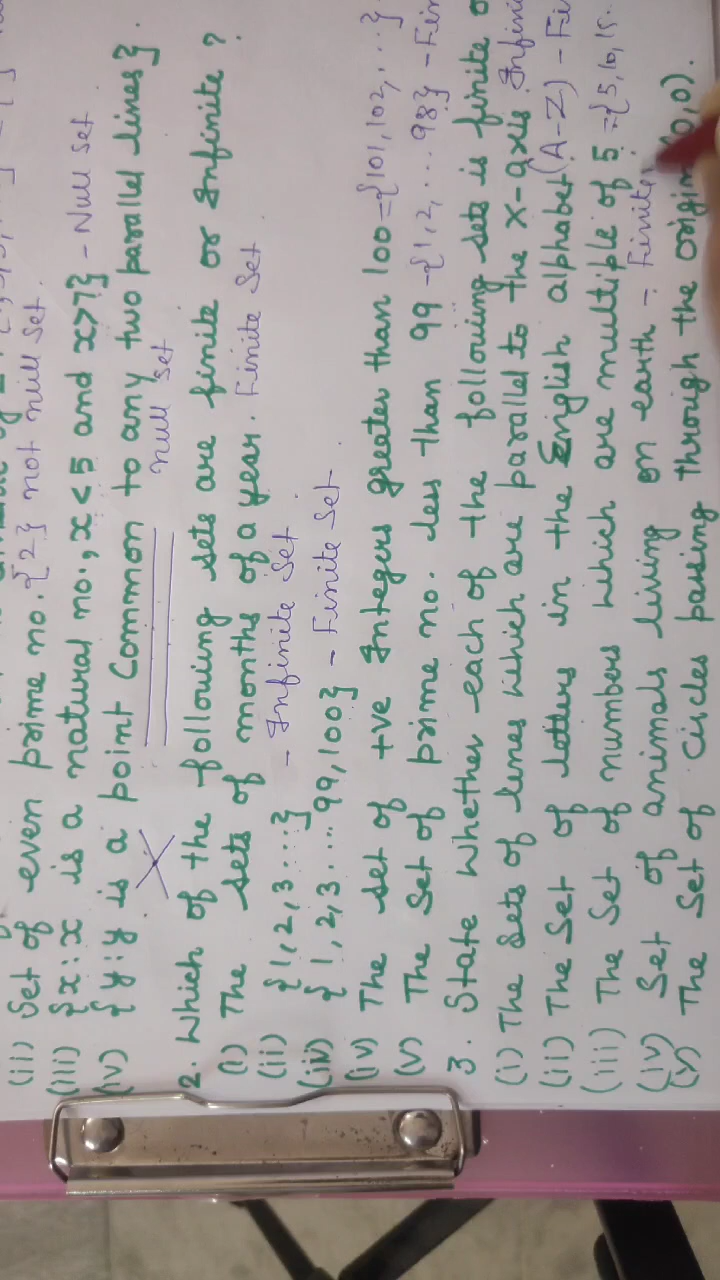 (ii) Set of even prime no. {2} not null set.
(iii) {x : x is a natural no., x < 5 and x > 7} - Null set
(iv) {y : y is a point common to any two parallel lines}.
null set
2. Which of the following sets are finite or Infinite ?
(i) The sets of months of a year. Finite Set.
(ii) {1, 2, 3 ...} - Infinite Set
(iii) {1, 2, 3 .... 99, 100} - Finite Set.
(iv) The set of +ve Integers greater than 100 = {101, 102, ...}
(v) The set of prime no. less than 99 - {1, 2, ... 98} - Fin
3. State whether each of the following sets is finite o
(i) The sets of lines which are parallel to the x-axis. Infini
(ii) The Set of letters in the English alphabet. (A-Z) - Fi
(iii) The Set of numbers which are multiple of 5. = {5, 10, 15..
(iv) Set of animals living on earth - Finite.
(v) The Set of circles passing through the origin 0,0).